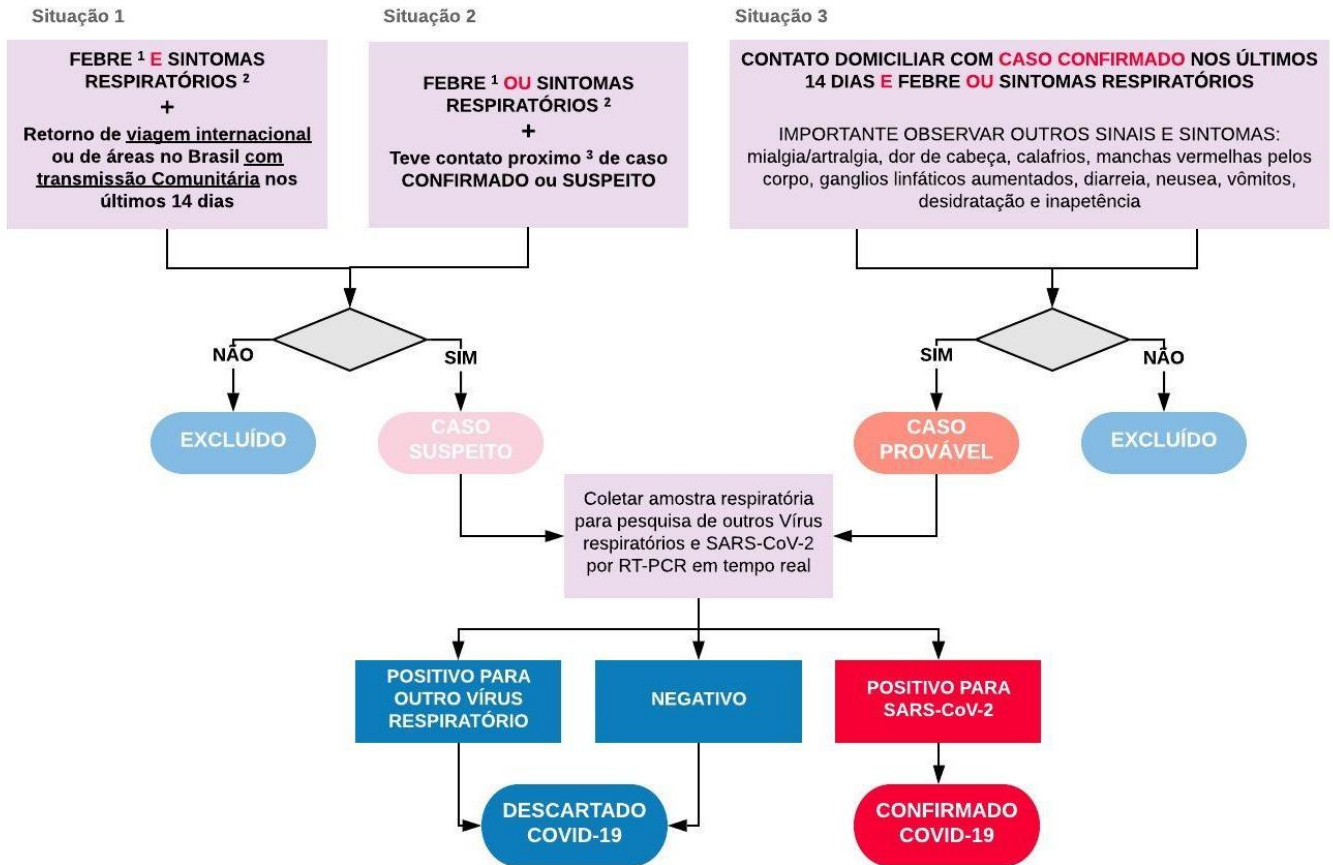 Situação 1
FEBRE ¹ E SINTOMAS
RESPIRATÓRIOS ²
+
Retorno de viagem internacional
ou de áreas no Brasil com
transmissão Comunitária nos
últimos 14 dias
Situação 2
FEBRE ¹ OU SINTOMAS
RESPIRATÓRIOS ²
+
Teve contato proximo ³ de caso
CONFIRMADO ou SUSPEITO
Situação 3
CONTATO DOMICILIAR COM CASO CONFIRMADO NOS ÚLTIMOS
14 DIAS E FEBRE OU SINTOMAS RESPIRATÓRIOS
IMPORTANTE OBSERVAR OUTROS SINAIS E SINTOMAS:
mialgia/artralgia, dor de cabeça, calafrios, manchas vermelhas pelos
corpo, ganglios linfáticos aumentados, diarreia, neusea, vômitos,
desidratação e inapetência
NÃO
SIM
SIM
NÃO
EXCLUÍDO
CASO
SUSPEITO
CASO
PROVÁVEL
EXCLUÍDO
Coletar amostra respiratória
para pesquisa de outros Vírus
respiratórios e SARS-CoV-2
por RT-PCR em tempo real
POSITIVO PARA
OUTRO VÍRUS
RESPIRATÓRIO
NEGATIVO
POSITIVO PARA
SARS-CoV-2
DESCARTADO
COVID-19
CONFIRMADO
COVID-19